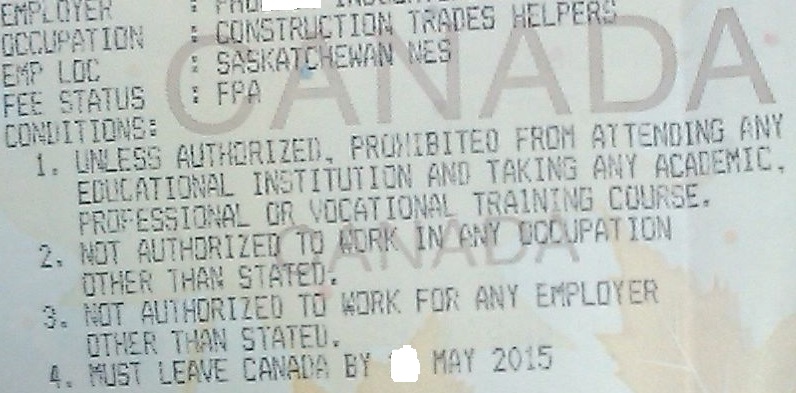 EMPLOYER :
OCCUPATION : CONSTRUCTION TRADES HELPERS
EMP LOC : SASKATCHEWAN NES
FEE STATUS : FPA
CANADA
CONDITIONS:
1. UNLESS AUTHORIZED, PROHIBITED FROM ATTENDING ANY
EDUCATIONAL INSTITUTION AND TAKING ANY ACADEMIC,
PROFESSIONAL OR VOCATIONAL TRAINING COURSE.
2. NOT AUTHORIZED TO WORK IN ANY OCCUPATION
OTHER THAN STATED.
CANADA
3. NOT AUTHORIZED TO WORK FOR ANY EMPLOYER
OTHER THAN STATED.
4. MUST LEAVE CANADA BY MAY 2015